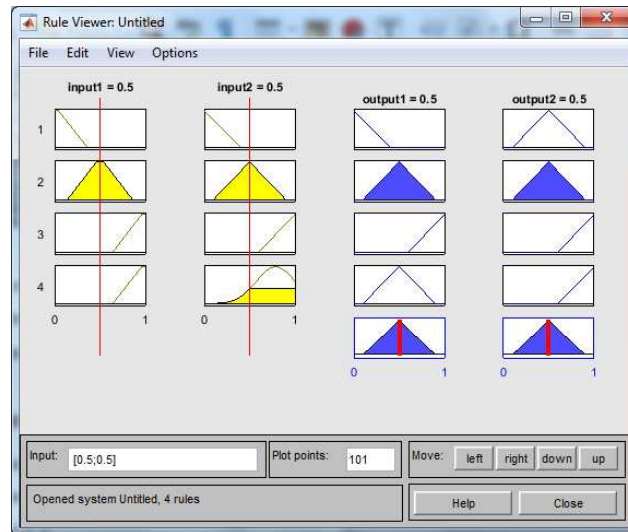 Rule Viewer: Untitled
File Edit View Options
input1 = 0.5 input2 = 0.5 output1 = 0.5 output2 = 0.5
1
2
3
4
0 1 0 1
0 1 0 1
Input: [0.5;0.5] Plot points: 101 Move: left right down up
Opened system Untitled, 4 rules Help Close